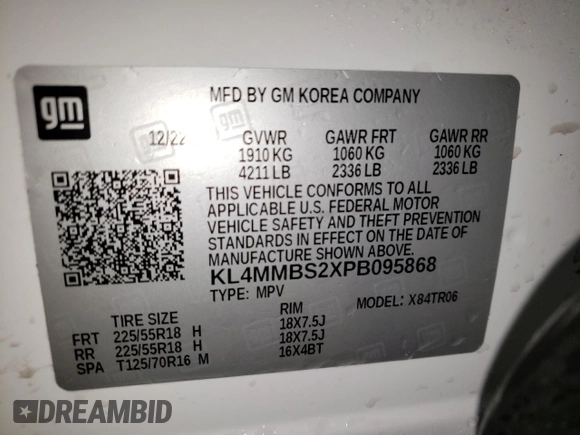 gm
MFD BY GM KOREA COMPANY
12/22 GVWR GAWR FRT GAWR RR
1910 KG 1060 KG 1060 KG
4211 LB 2336 LB 2336 LB
THIS VEHICLE CONFORMS TO ALL
APPLICABLE U.S. FEDERAL MOTOR
VEHICLE SAFETY AND THEFT PREVENTION
STANDARDS IN EFFECT ON THE DATE OF
MANUFACTURE SHOWN ABOVE.
KL4MMBS2XPB095868
TYPE: MPV MODEL: X84TR06
TIRE SIZE RIM
FRT 225/55R18 H 18X7.5J
RR 225/55R18 H 18X7.5J
SPA T125/70R16 M 16X4BT
DREAMBID